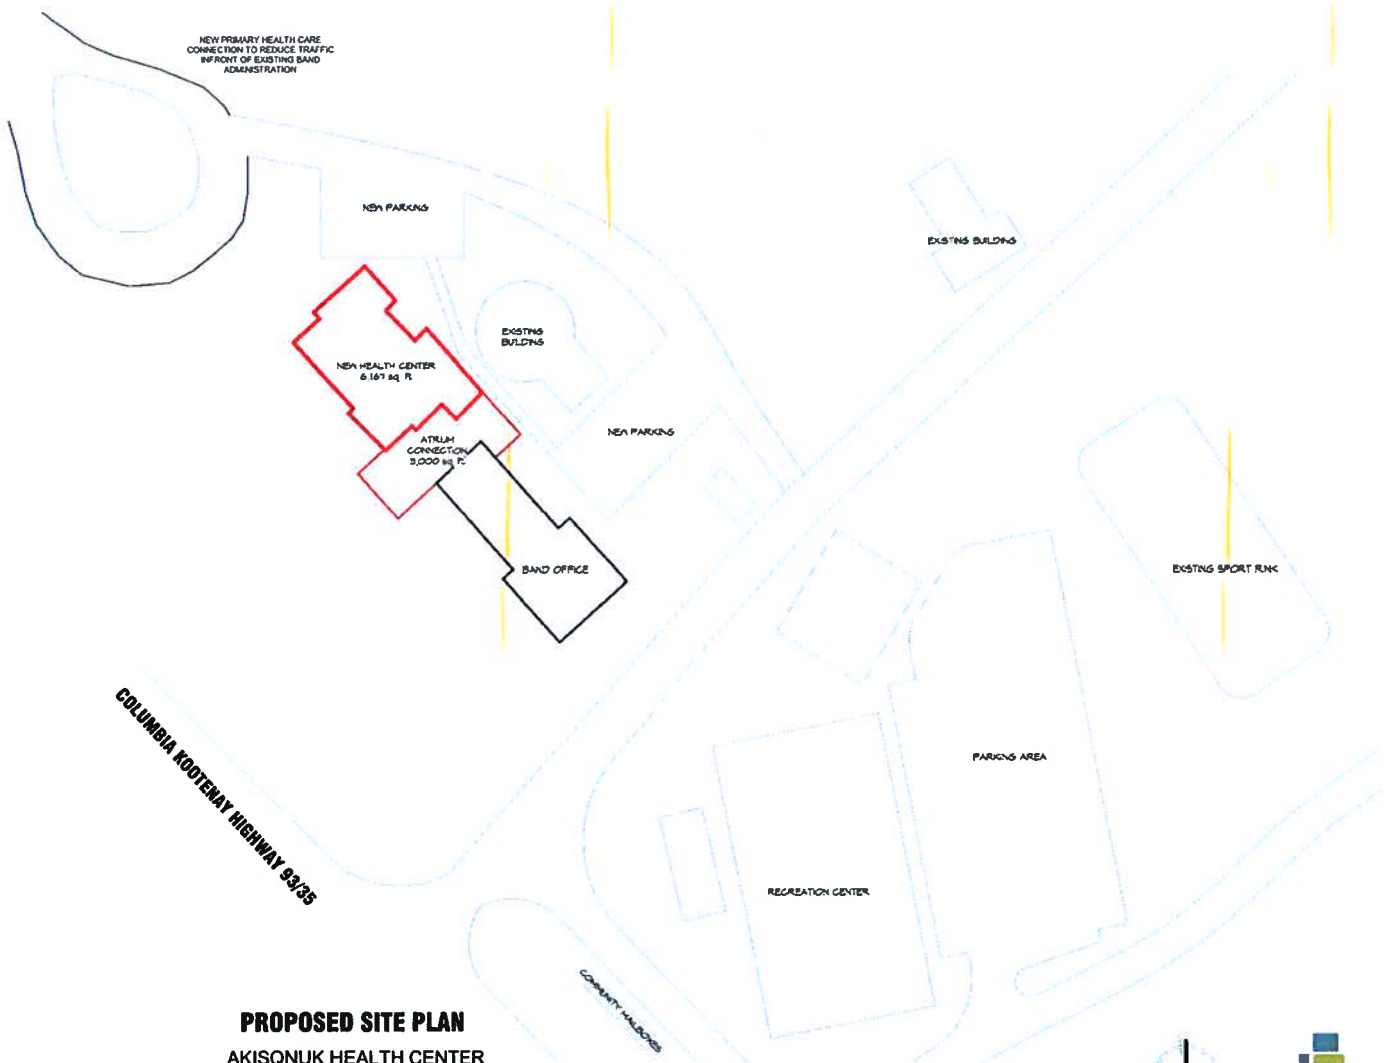 NEW PRIMARY HEALTH CARE
CONNECTION TO REDUCE TRAFFIC
INFRONT OF EXISTING BAND
ADMINISTRATION
NEW PARKING
EXISTING BUILDING
EXISTING
BUILDING
NEW HEALTH CENTER
6,167 sq. ft.
NEW PARKING
ATRIUM
CONNECTION
3,000 sq. ft.
BAND OFFICE
EXISTING SPORT RINK
COLUMBIA KOOTENAY HIGHWAY 93/35
PARKING AREA
RECREATION CENTER
COMMUNITY MAILBOXES
PROPOSED SITE PLAN
AKISQNUK HEALTH CENTER